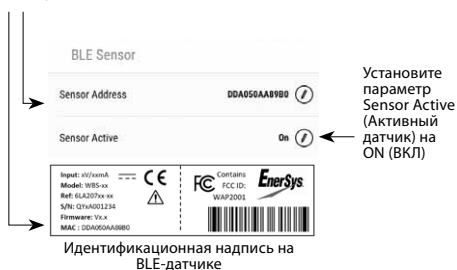 BLE Sensor
Sensor Address DDA050AA89B0
Sensor Active On
Установите
параметр
Sensor Active
(Активный
датчик) на
ON (ВКЛ)
Input: xV/xxmA
Model: WBS-xx
Ref: 6LA207xx-xx
S/N: QYxA001234
Firmware: Vx.x
MAC : DDA050AA89B0
CE
FC Contains
FCC ID:
WAP2001
EnerSys
Идентификационная надпись на
BLE-датчике